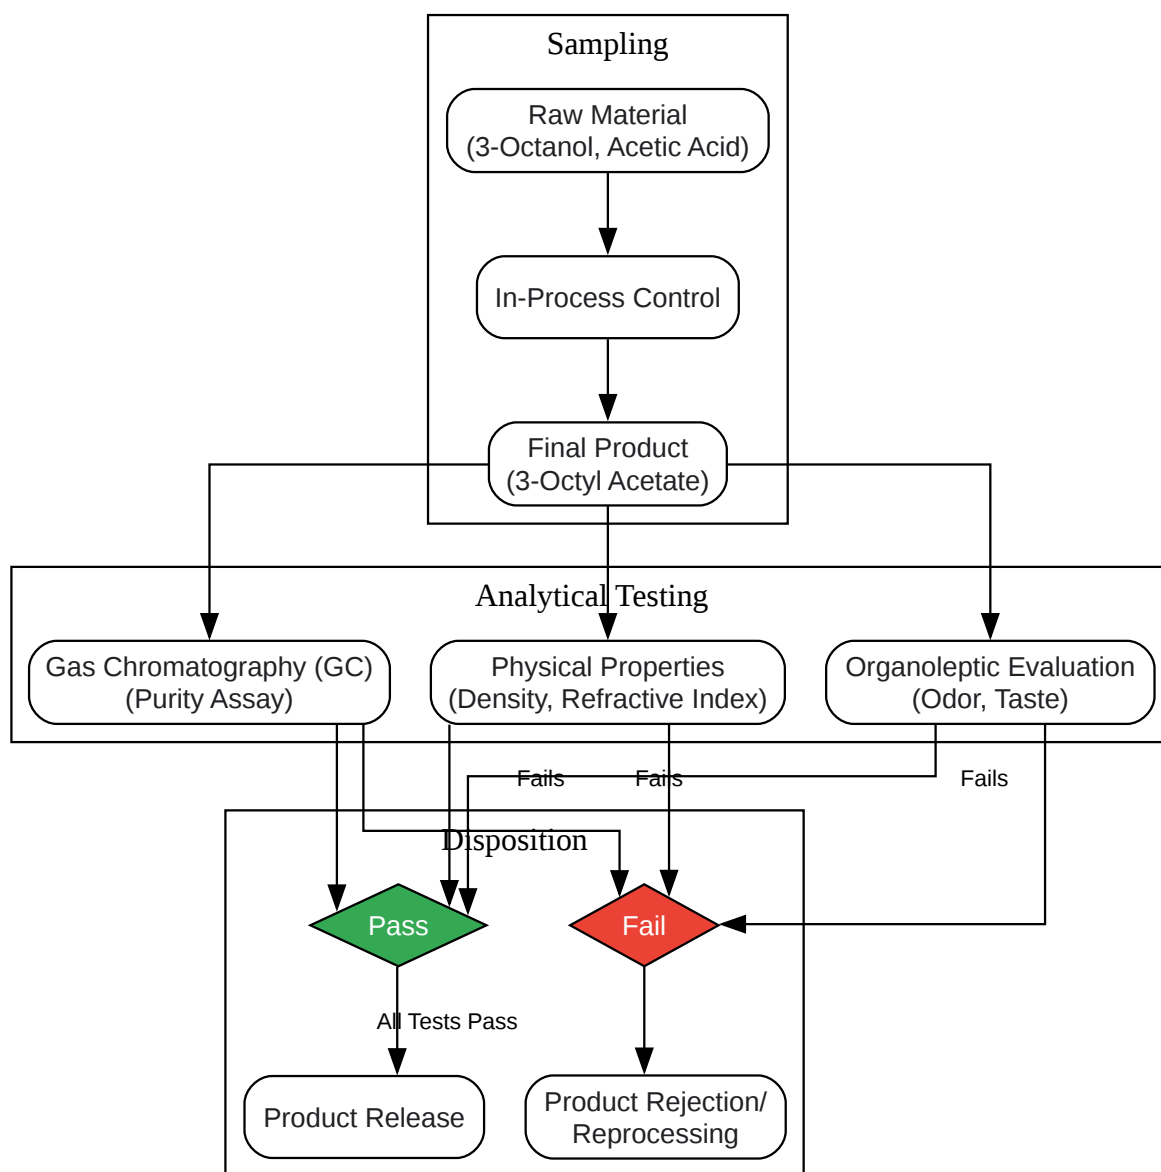 Sampling
Raw Material
(3-Octanol, Acetic Acid)
In-Process Control
Final Product
(3-Octyl Acetate)
Analytical Testing
Gas Chromatography (GC)
(Purity Assay)
Physical Properties
(Density, Refractive Index)
Organoleptic Evaluation
(Odor, Taste)
Fails
Fails
Fails
Disposition
Pass
Fail
All Tests Pass
Product Release
Product Rejection/
Reprocessing